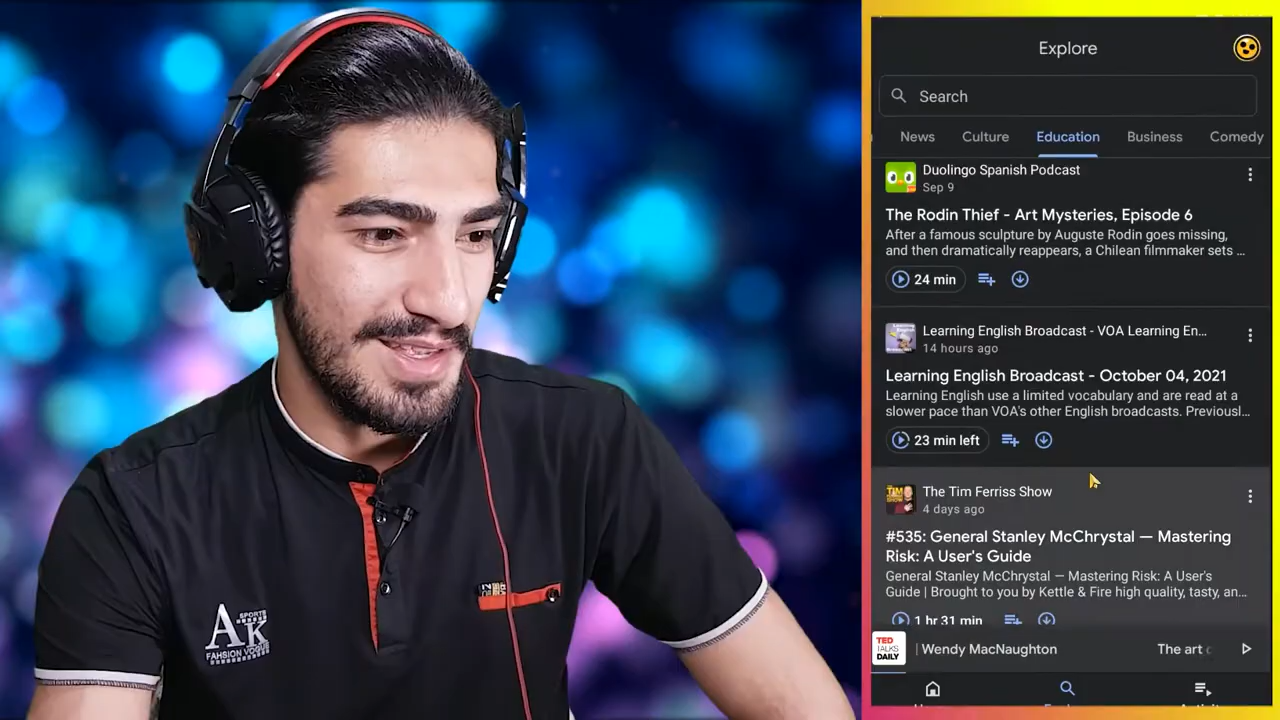 Explore
Search
News Culture Education Business Comedy
Duolingo Spanish Podcast
Sep 9
The Rodin Thief - Art Mysteries, Episode 6
After a famous sculpture by Auguste Rodin goes missing,
and then dramatically reappears, a Chilean filmmaker sets ...
24 min
Learning English Broadcast - VOA Learning En...
14 hours ago
Learning English Broadcast - October 04, 2021
Learning English use a limited vocabulary and are read at a
slower pace than VOA's other English broadcasts. Previousl...
23 min left
The Tim Ferriss Show
4 days ago
#535: General Stanley McChrystal — Mastering
Risk: A User's Guide
General Stanley McChrystal — Mastering Risk: A User's
Guide | Brought to you by Kettle & Fire high quality, tasty, an...
1 hr 31 min
TED
TALKS
DAILY
| Wendy MacNaughton The art
AK
SPORTS
FAHSION VOGUE